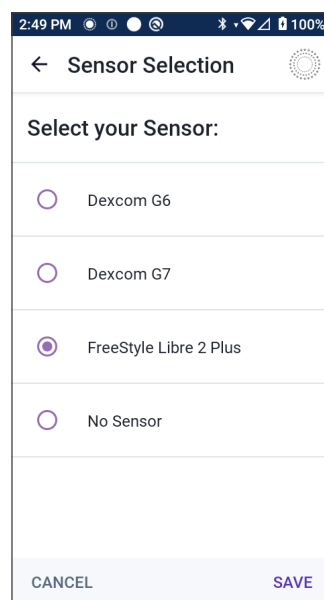 2:49 PM 100%
Sensor Selection
Select your Sensor:
Dexcom G6
Dexcom G7
FreeStyle Libre 2 Plus
No Sensor
CANCEL SAVE